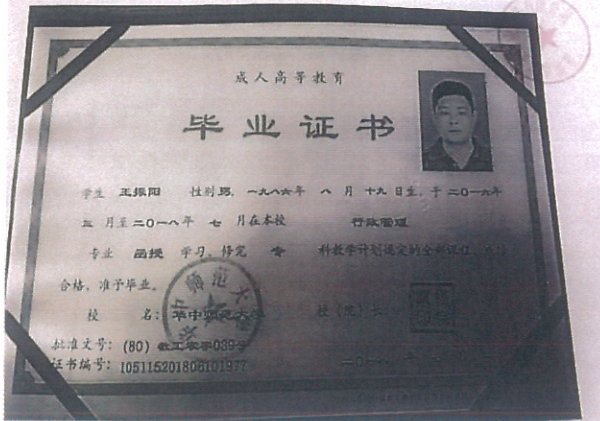 成人高等教育
毕业证书
学生 王振阳 性别男，一九八六年 八 月 十九 日生，于 二〇一六年
三 月至二〇一八年 七 月在本校 行政管理
专业 函授 学习，修完 专 科教学计划规定的全部课程，
合格，准予毕业。
校 名：华中师范大学 校（院）长：
批准文号：(80) 教工农字039号
证书编号：105115201806101977